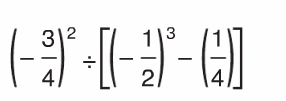 (−3/4)² ÷ [(−1/2)³ − (1/4)]